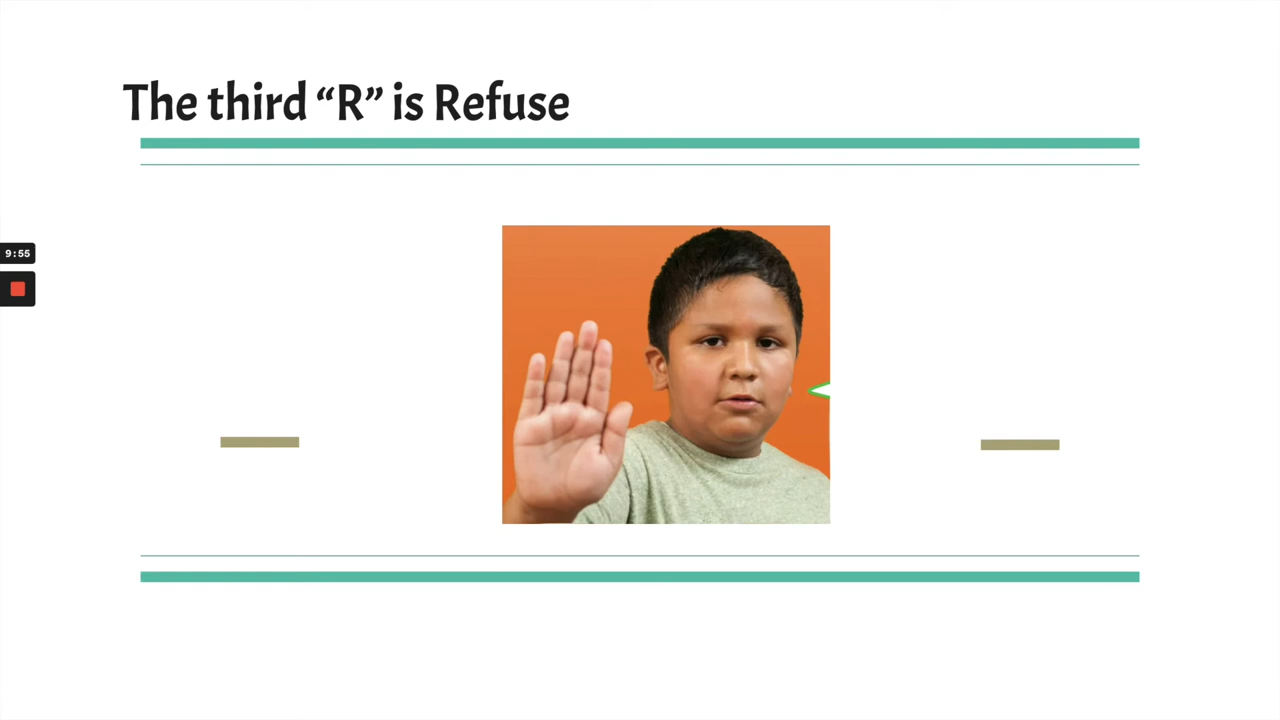 The third “R” is Refuse
9:55